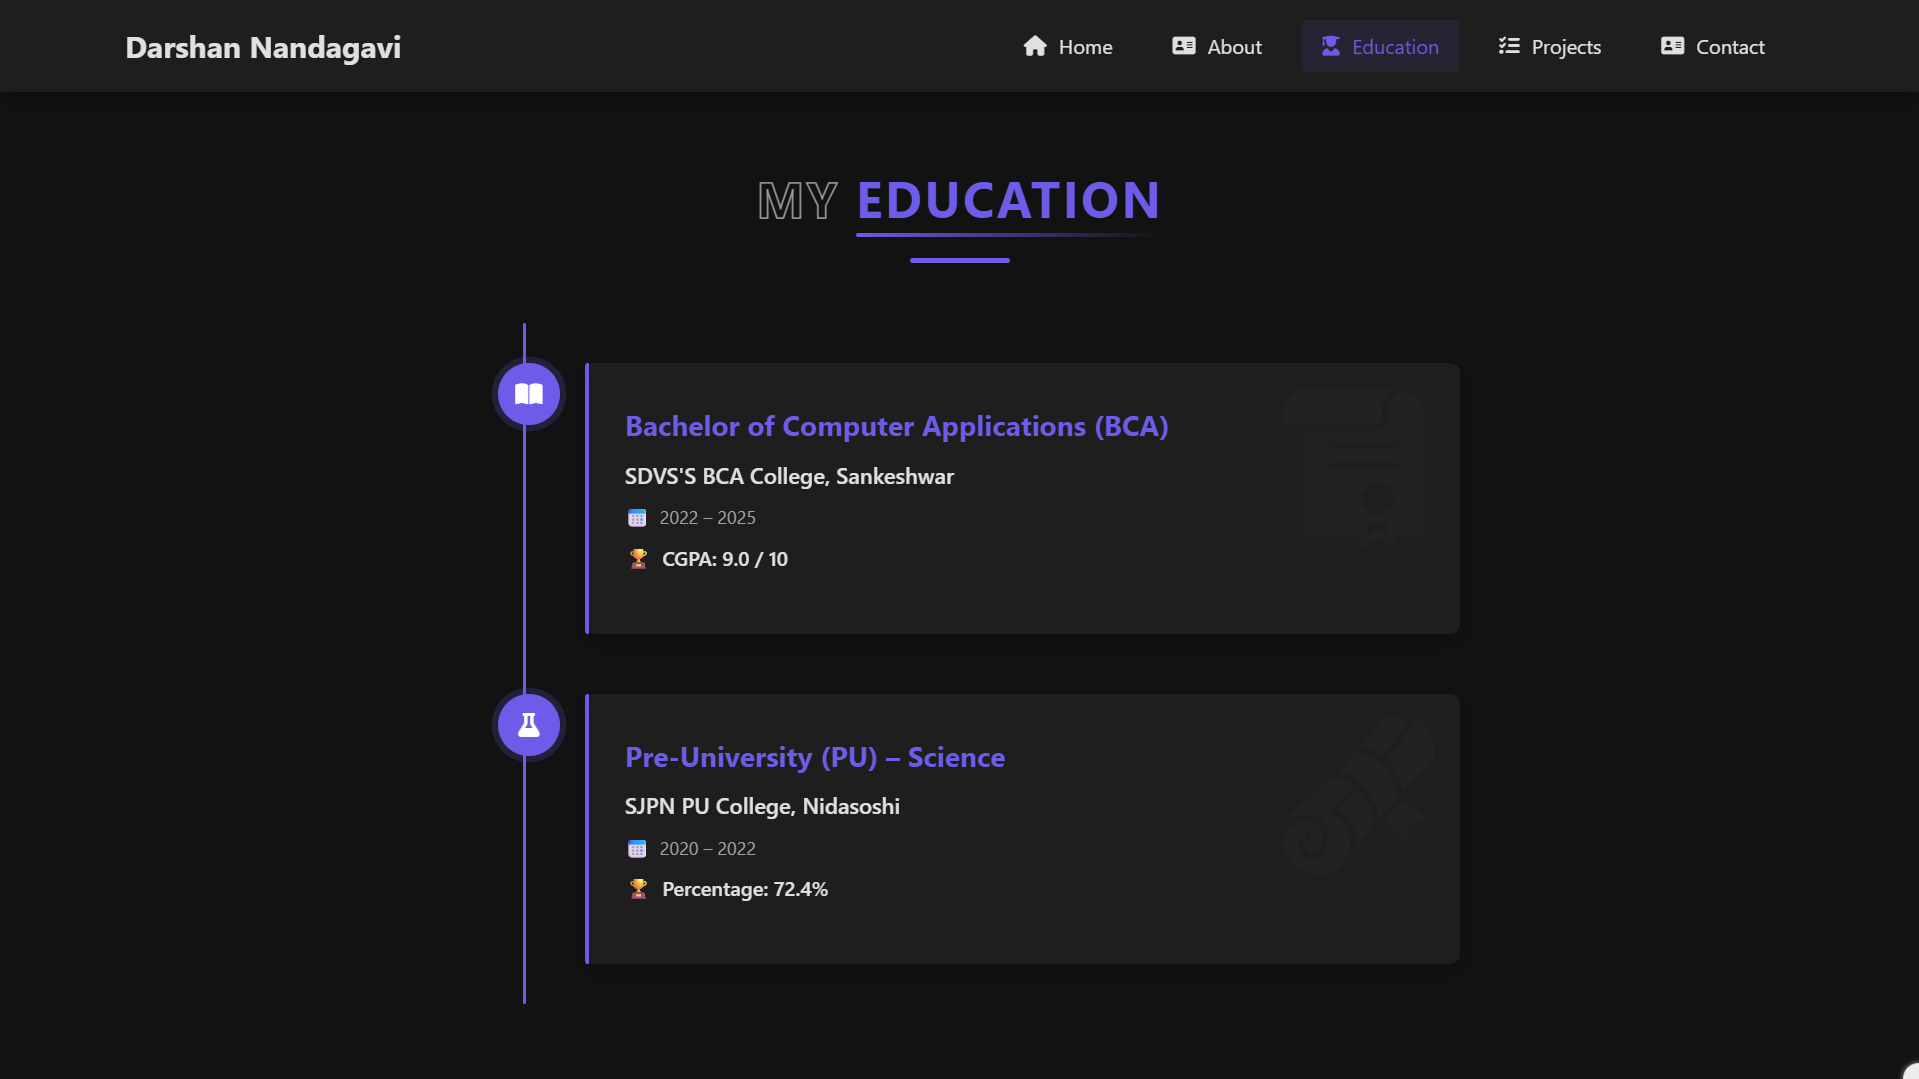 Darshan Nandagavi
Home
About
Education
Projects
Contact
MY EDUCATION
Bachelor of Computer Applications (BCA)
SDVS'S BCA College, Sankeshwar
2022 – 2025
CGPA: 9.0 / 10
Pre-University (PU) – Science
SJPN PU College, Nidasoshi
2020 – 2022
Percentage: 72.4%